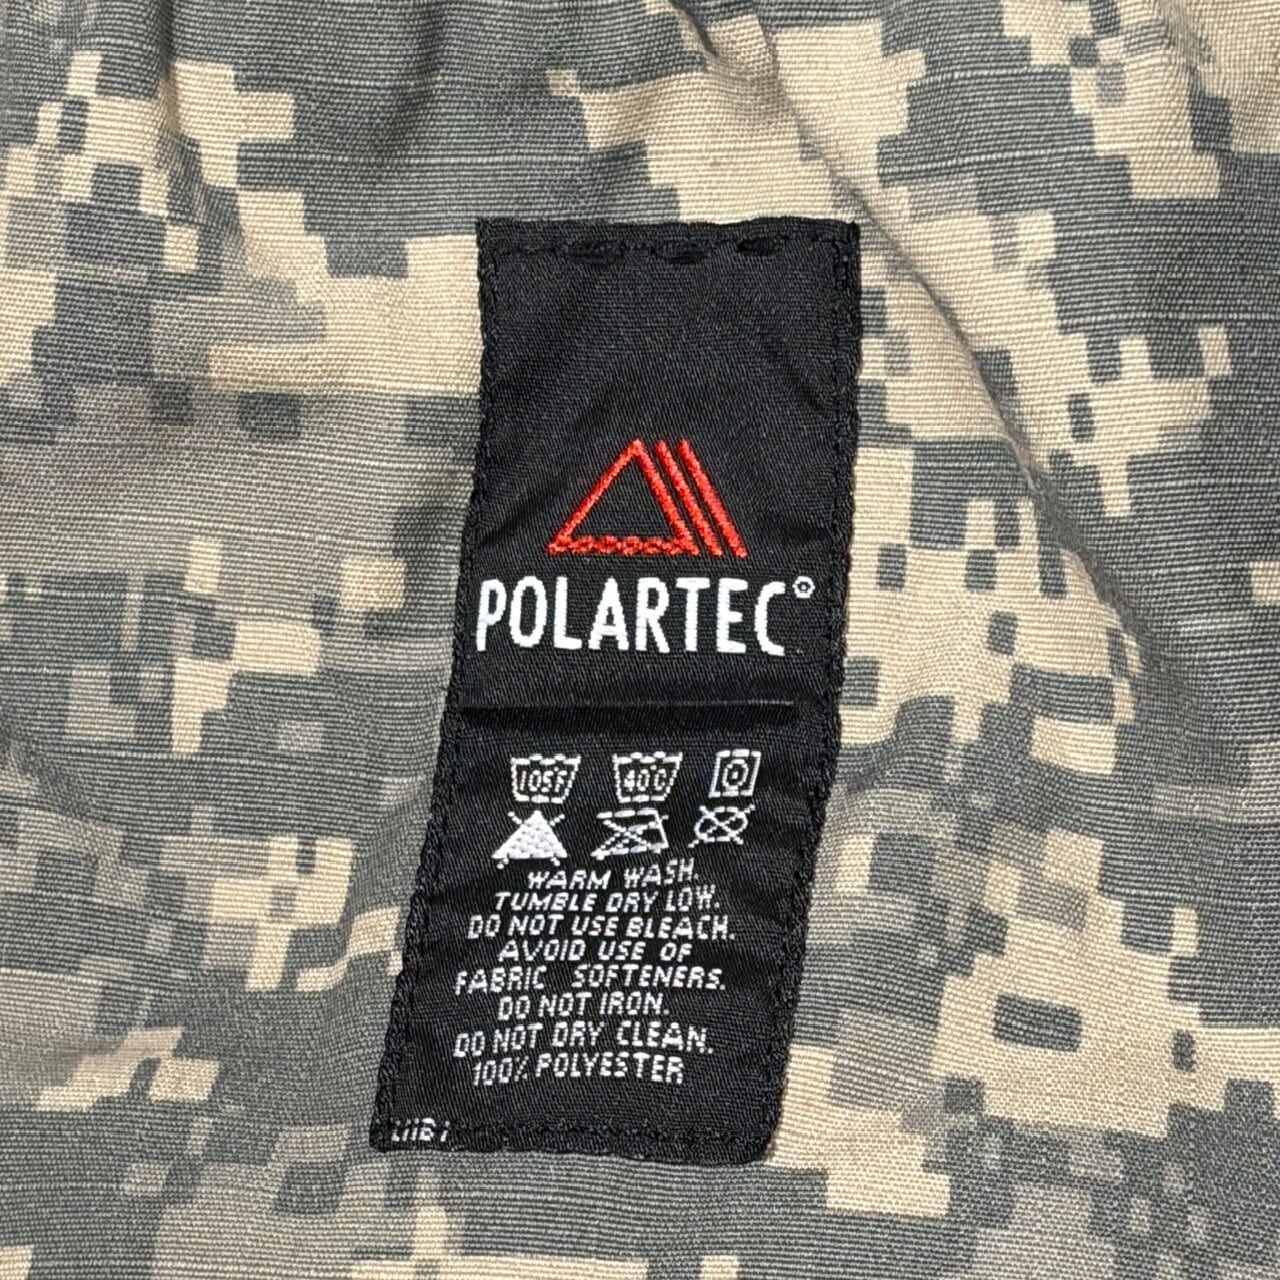 POLARTEC®
105F 40C
WARM WASH.
TUMBLE DRY LOW.
DO NOT USE BLEACH.
AVOID USE OF
FABRIC SOFTENERS.
DO NOT IRON.
DO NOT DRY CLEAN.
100% POLYESTER